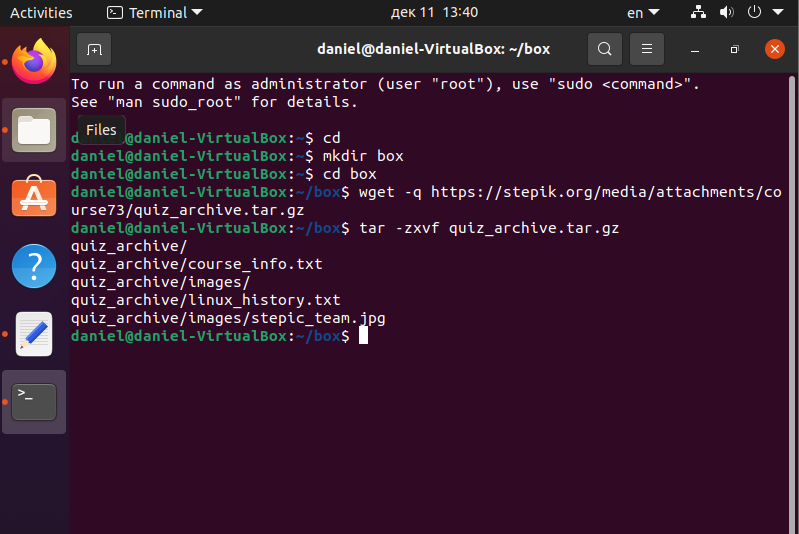 Activities Terminal дек 11 13:40 en
daniel@daniel-VirtualBox: ~/box
To run a command as administrator (user "root"), use "sudo <command>".
See "man sudo_root" for details.
Files
daniel@daniel-VirtualBox:~$ cd
daniel@daniel-VirtualBox:~$ mkdir box
daniel@daniel-VirtualBox:~$ cd box
daniel@daniel-VirtualBox:~/box$ wget -q https://stepik.org/media/attachments/co
urse73/quiz_archive.tar.gz
daniel@daniel-VirtualBox:~/box$ tar -zxvf quiz_archive.tar.gz
quiz_archive/
quiz_archive/course_info.txt
quiz_archive/images/
quiz_archive/linux_history.txt
quiz_archive/images/stepic_team.jpg
daniel@daniel-VirtualBox:~/box$